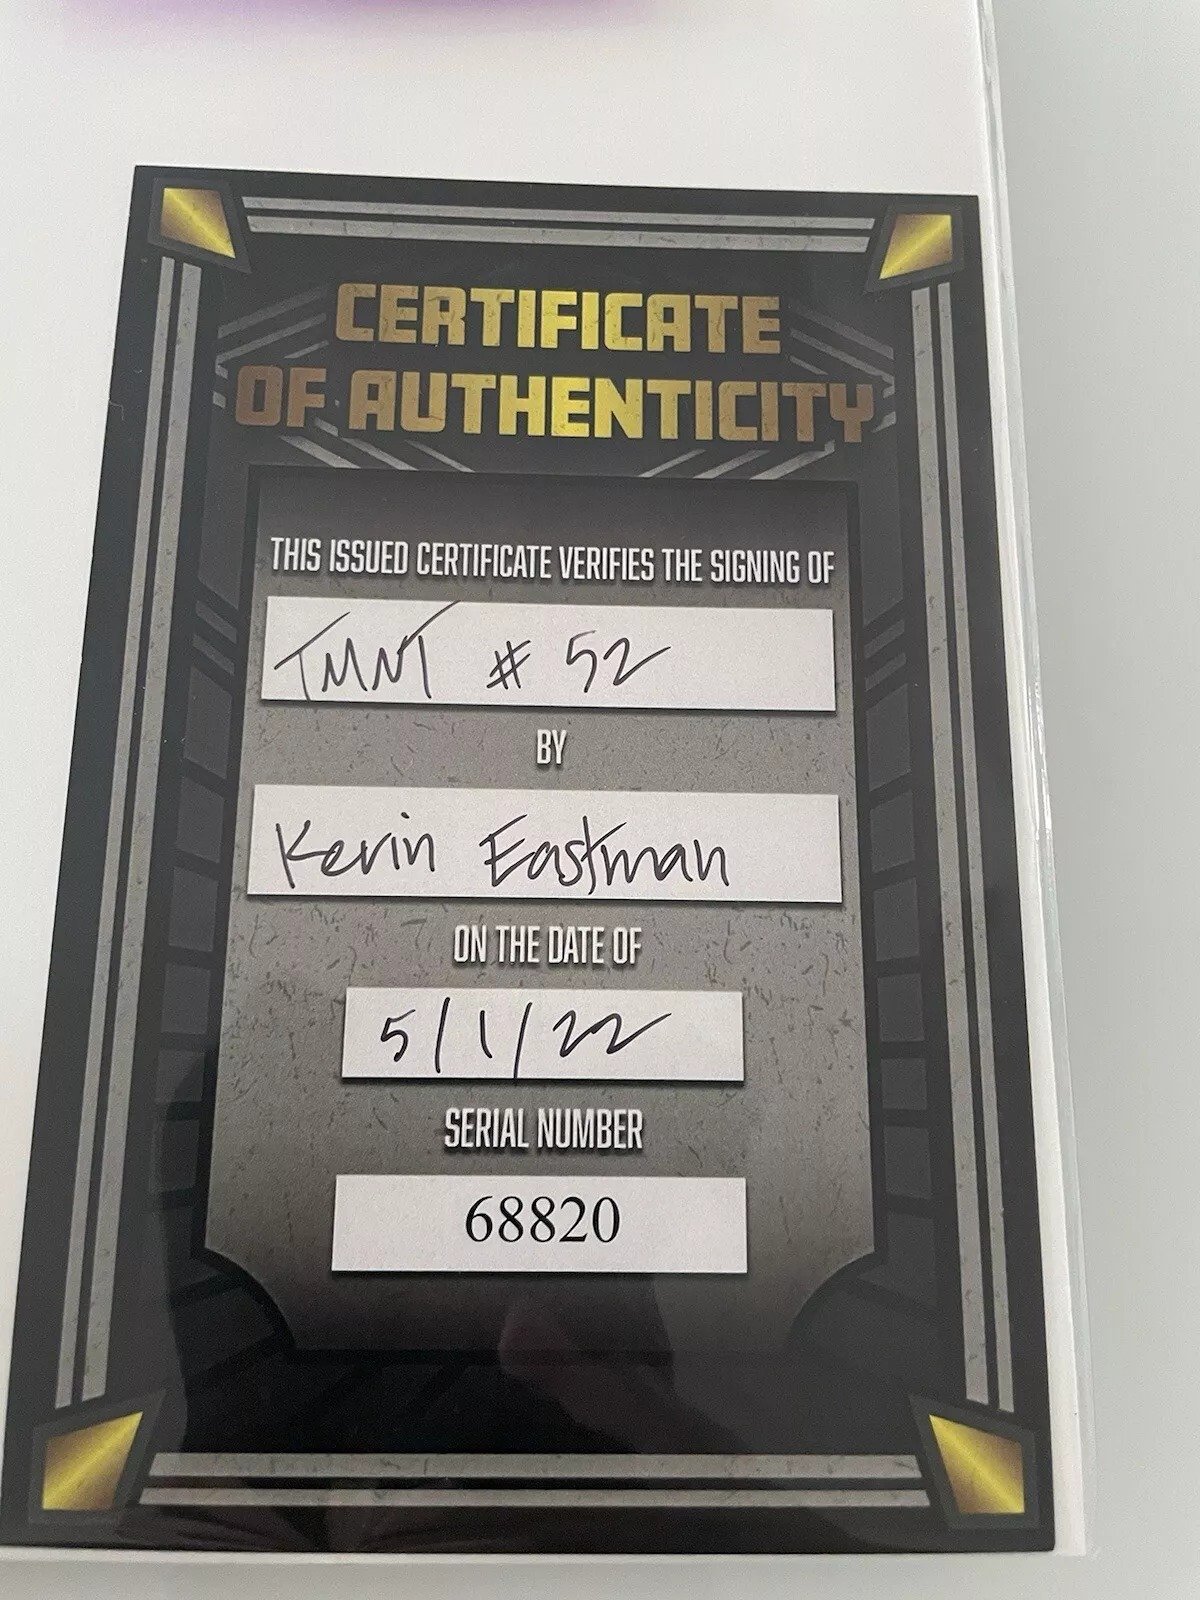 CERTIFICATE
OF AUTHENTICITY
THIS ISSUED CERTIFICATE VERIFIES THE SIGNING OF
TMNT # 52
BY
Kevin Eastman
ON THE DATE OF
5/1/22
SERIAL NUMBER
68820